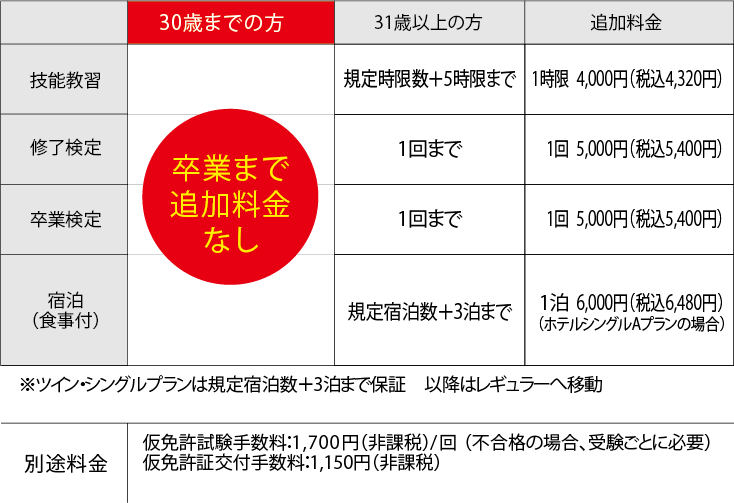 30歳までの方 31歳以上の方 追加料金
技能教習 規定時限数＋5時限まで 1時限 4,000円（税込4,320円）
修了検定 1回まで 1回 5,000円（税込5,400円）
卒業検定 1回まで 1回 5,000円（税込5,400円）
卒業まで
追加料金
なし
宿泊
（食事付） 規定宿泊数＋3泊まで 1泊 6,000円（税込6,480円）
（ホテルシングルAプランの場合）
※ツイン・シングルプランは規定宿泊数＋3泊まで保証　以降はレギュラーへ移動
別途料金
仮免許試験手数料：1,700円（非課税）/回（不合格の場合、受験ごとに必要）
仮免許証交付手数料：1,150円（非課税）